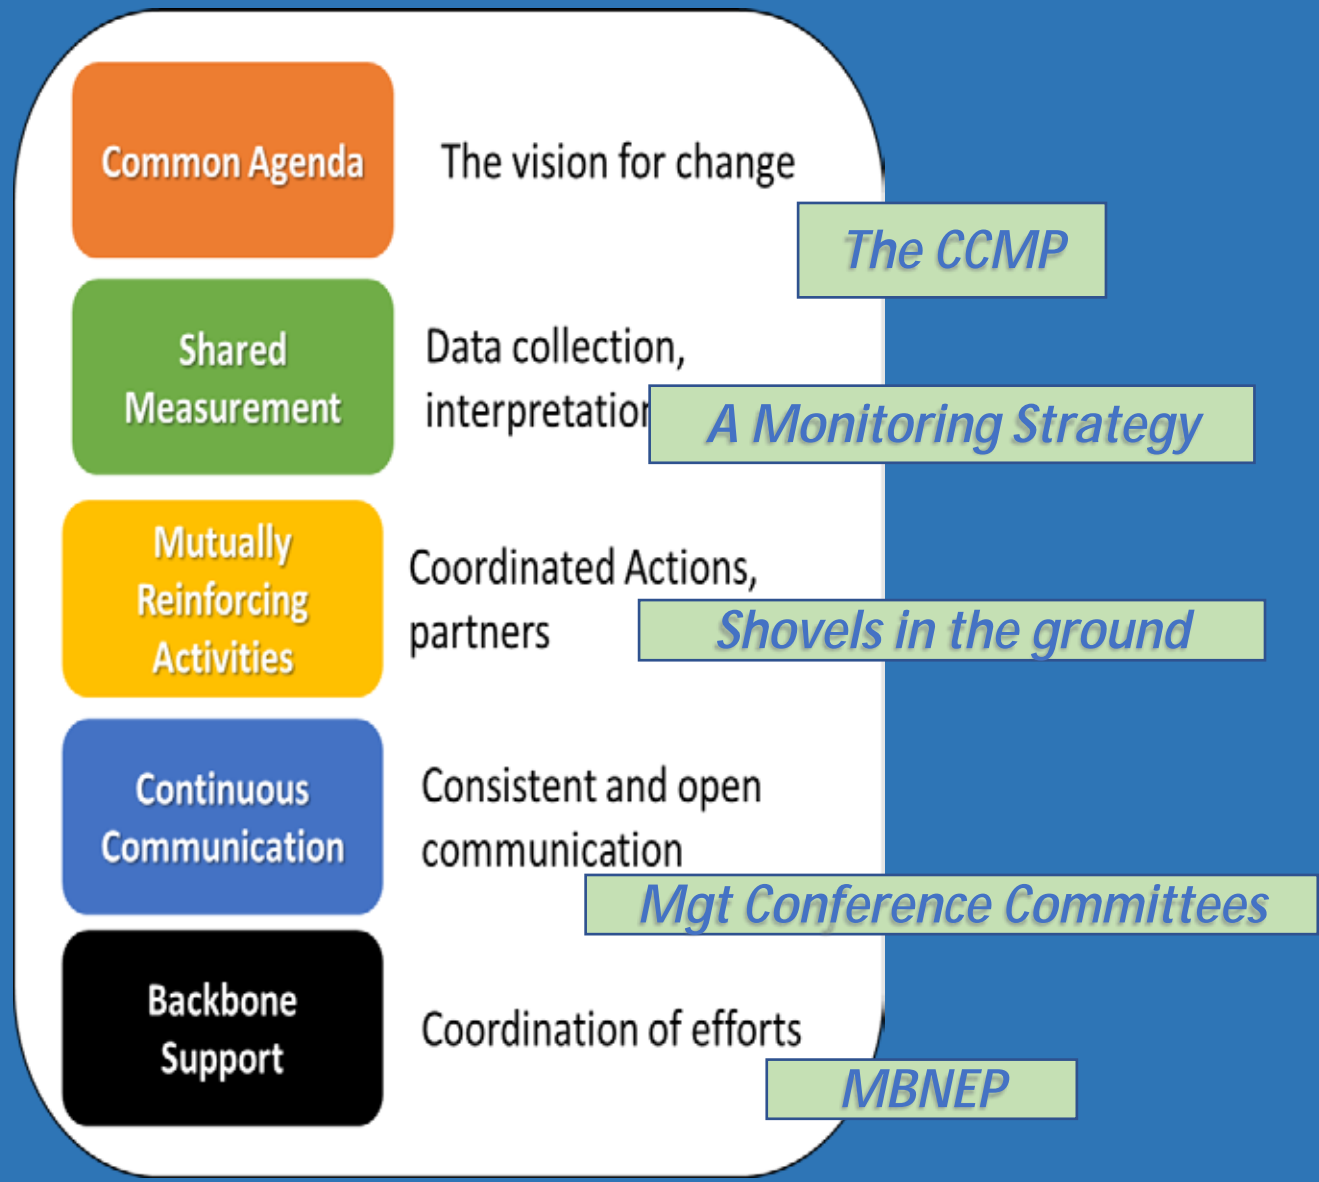 Common Agenda
The vision for change
The CCMP
Shared
Measurement
Data collection,
A Monitoring Strategy
Mutually
Reinforcing
Activities
Coordinated Actions,
partners
Shovels in the ground
Continuous
Communication
Consistent and open
communication
Mgt Conference Committees
Backbone
Support
Coordination of efforts
MBNEP